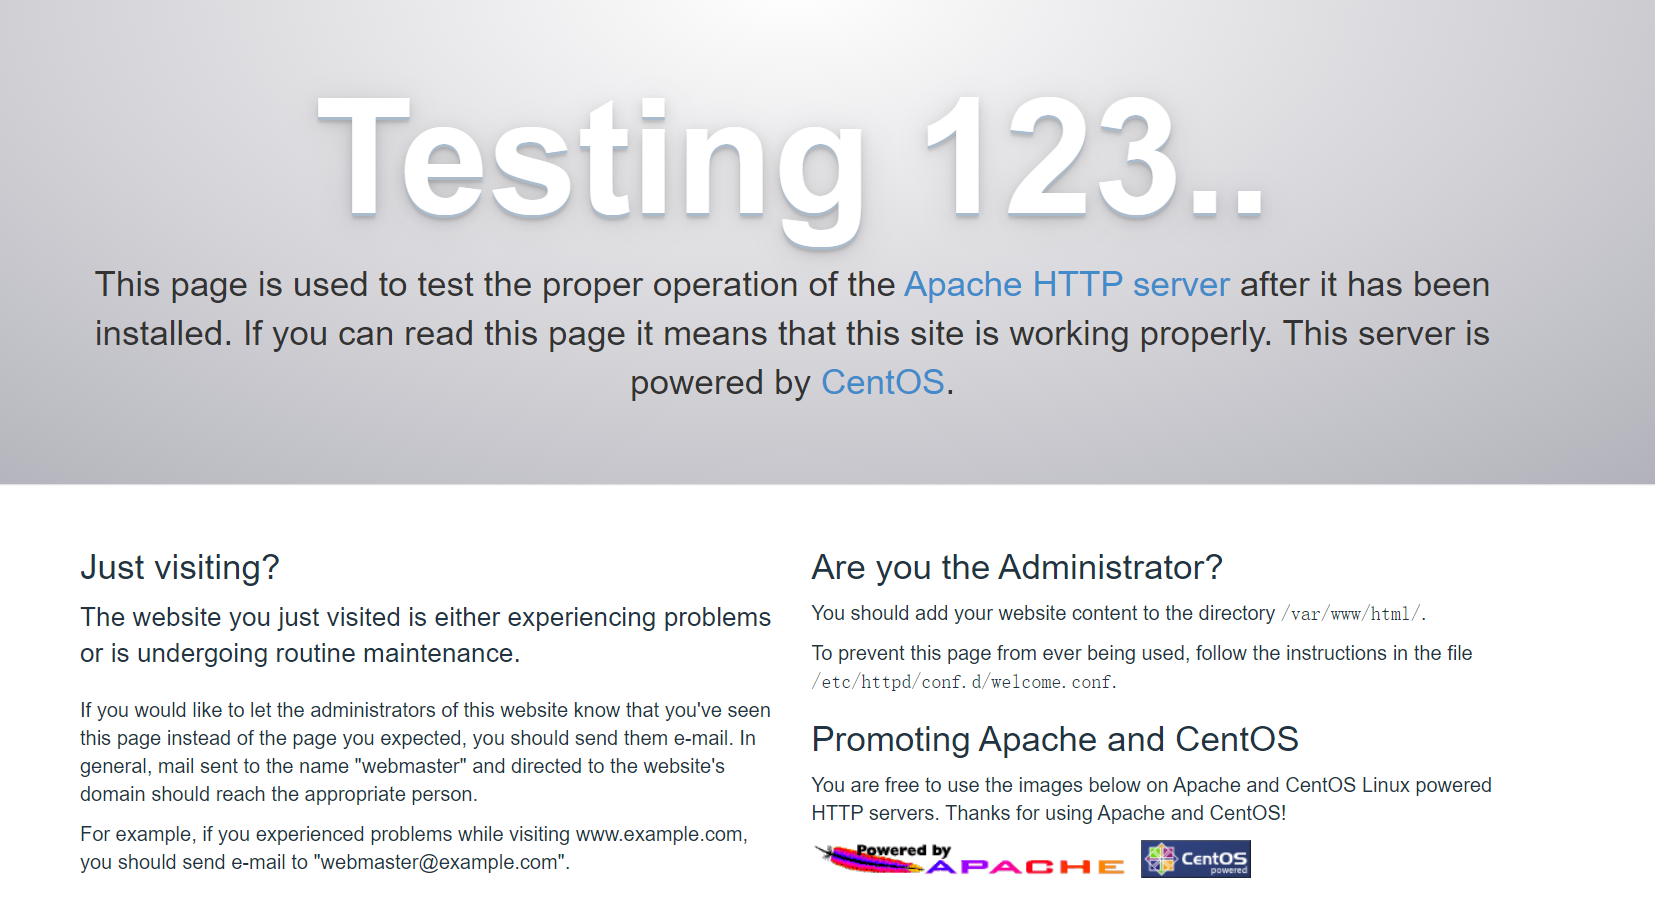 Testing 123..
This page is used to test the proper operation of the Apache HTTP server after it has been
installed. If you can read this page it means that this site is working properly. This server is
powered by CentOS.
Just visiting?
The website you just visited is either experiencing problems
or is undergoing routine maintenance.
If you would like to let the administrators of this website know that you've seen
this page instead of the page you expected, you should send them e-mail. In
general, mail sent to the name "webmaster" and directed to the website's
domain should reach the appropriate person.
For example, if you experienced problems while visiting www.example.com,
you should send e-mail to "webmaster@example.com".
Are you the Administrator?
You should add your website content to the directory /var/www/html/.
To prevent this page from ever being used, follow the instructions in the file
/etc/httpd/conf.d/welcome.conf.
Promoting Apache and CentOS
You are free to use the images below on Apache and CentOS Linux powered
HTTP servers. Thanks for using Apache and CentOS!
Powered by
APACHE
CentOS
powered